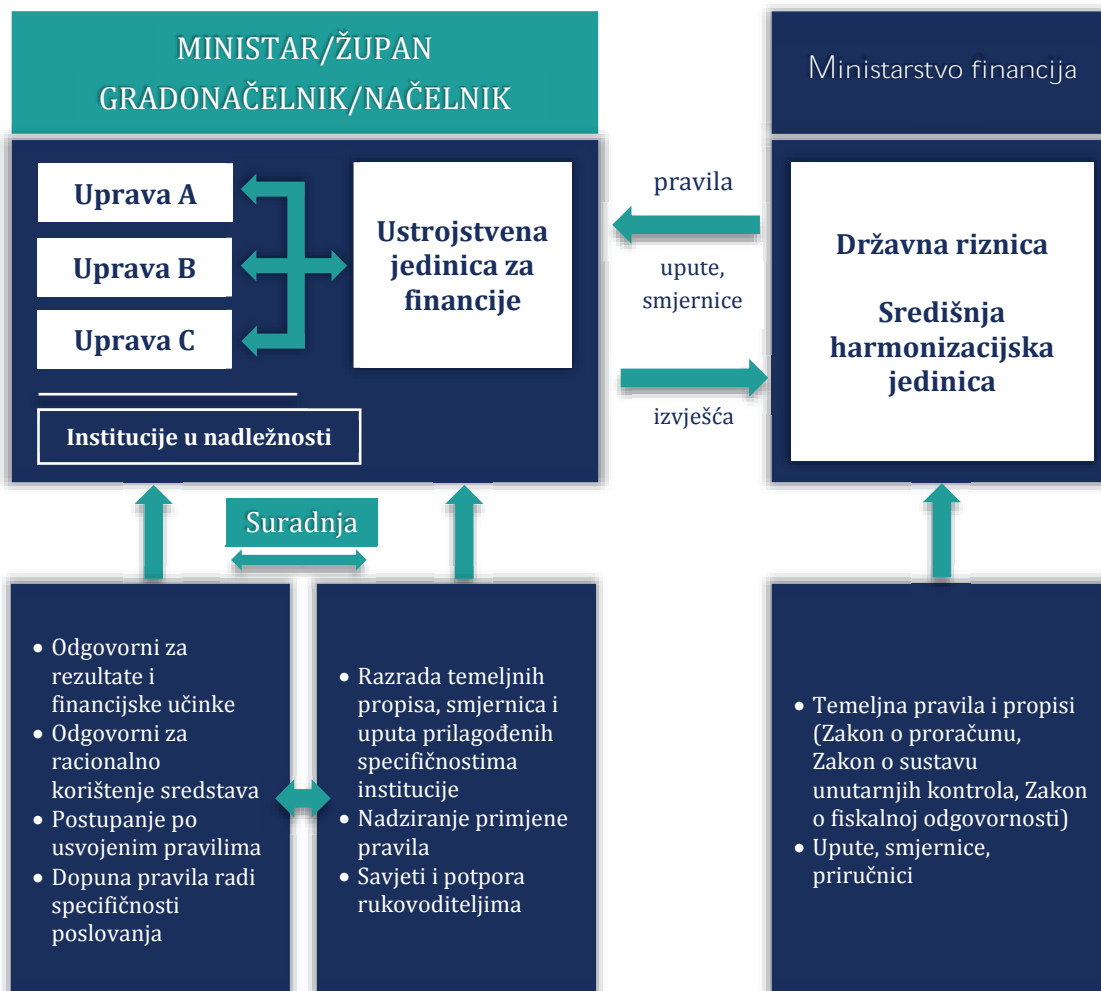 MINISTAR/ŽUPAN
GRADONAČELNIK/NAČELNIK
Uprava A
Uprava B
Uprava C
Ustrojstvena
jedinica za
financije
Institucije u nadležnosti
pravila
upute,
smjernice
izvješća
Ministarstvo financija
Državna riznica
Središnja
harmonizacijska
jedinica
Suradnja
• Odgovorni za
rezultate i
financijske učinke
• Odgovorni za
racionalno
korištenje sredstava
• Postupanje po
usvojenim pravilima
• Dopuna pravila radi
specifičnosti
poslovanja
• Razrada temeljnih
propisa, smjernica i
uputa prilagođenih
specifičnostima
institucije
• Nadziranje primjene
pravila
• Savjeti i potpora
rukovoditeljima
• Temeljna pravila i propisi
(Zakon o proračunu,
Zakon o sustavu
unutarnjih kontrola, Zakon
o fiskalnoj odgovornosti)
• Upute, smjernice,
priručnici